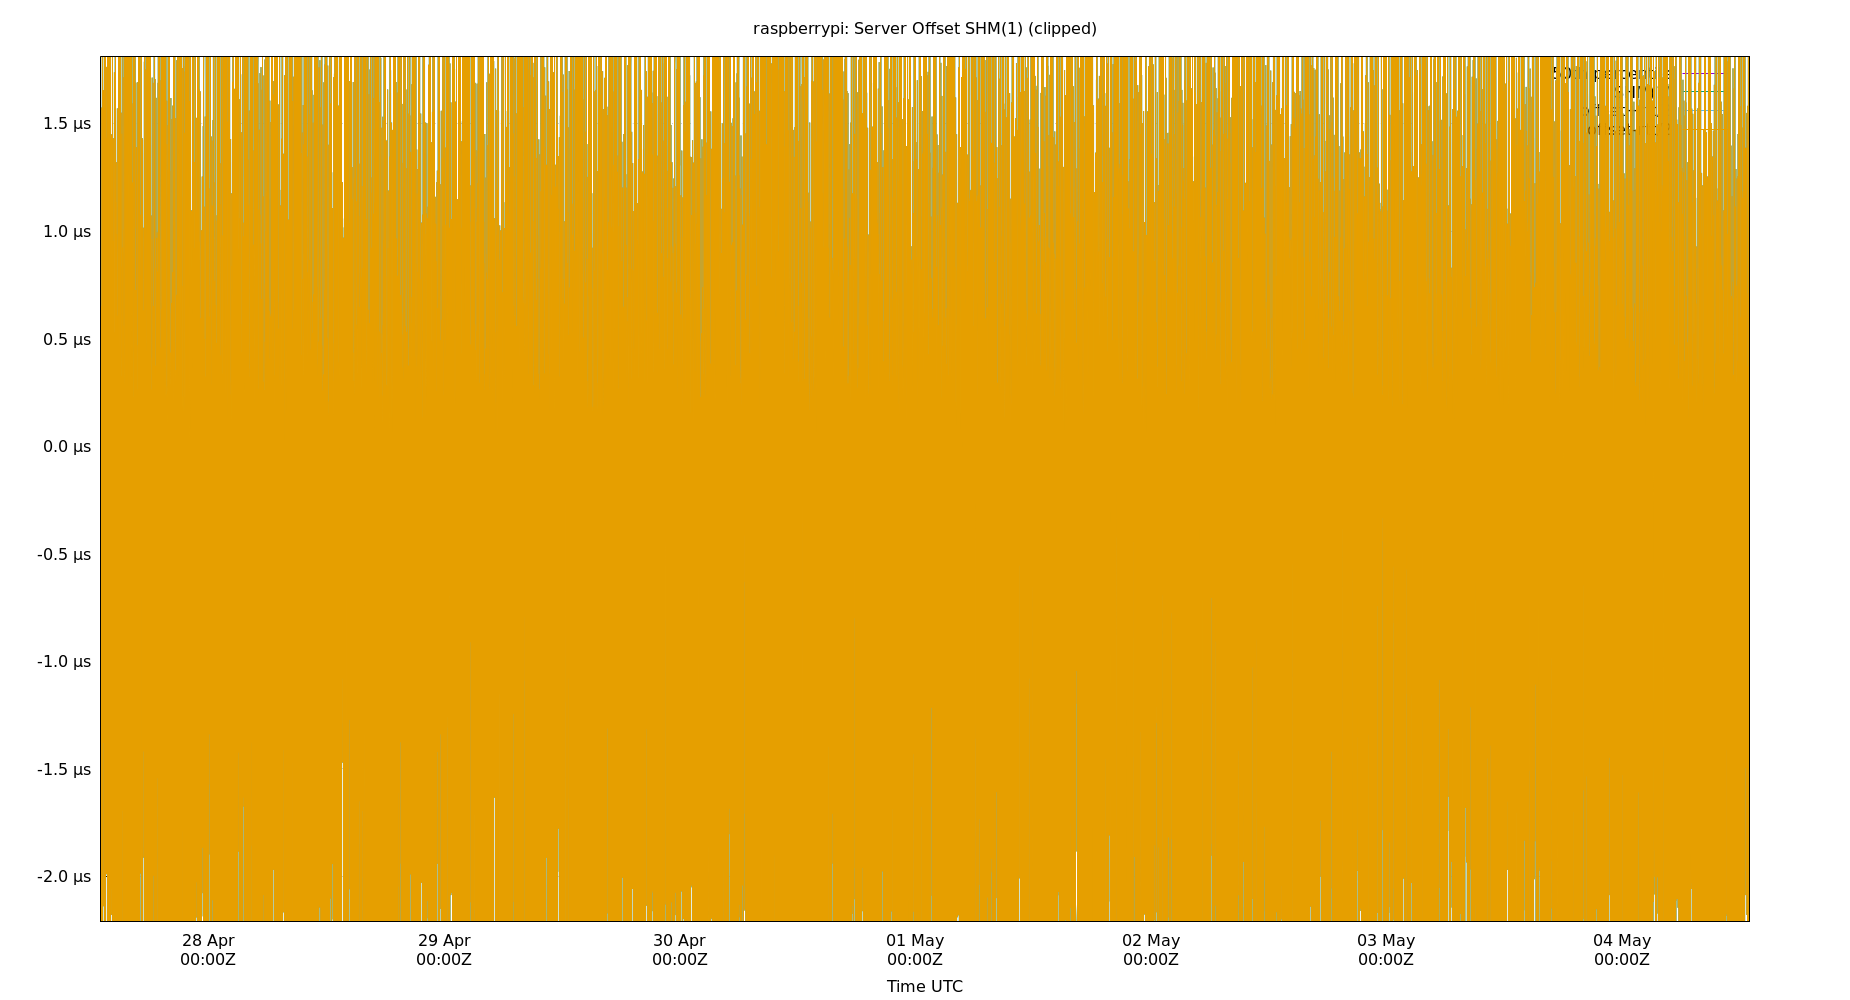 raspberrypi: Server Offset SHM(1) (clipped)
1.5 µs
1.0 µs
0.5 µs
0.0 µs
-0.5 µs
-1.0 µs
-1.5 µs
-2.0 µs
28 Apr 29 Apr 30 Apr 01 May 02 May 03 May 04 May
00:00Z 00:00Z 00:00Z 00:00Z 00:00Z 00:00Z 00:00Z
Time UTC